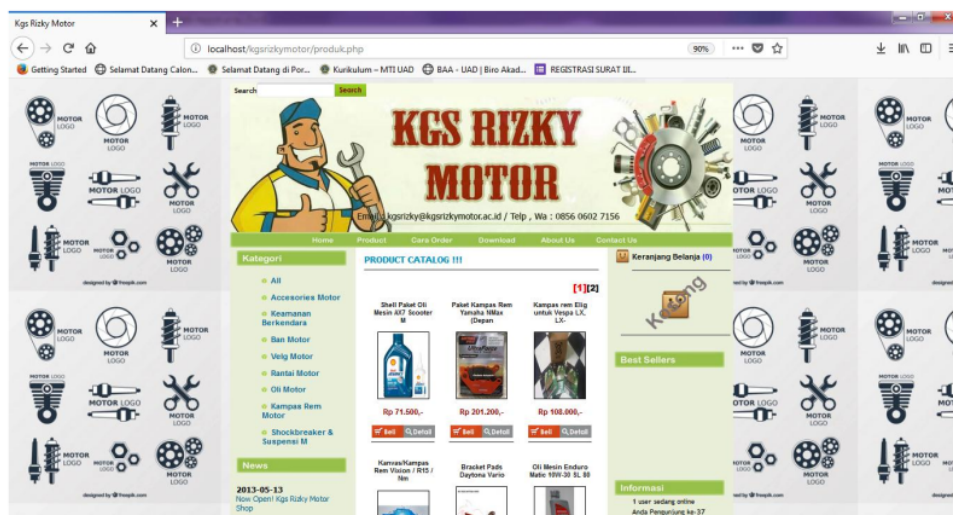 Kgs Rizky Motor
localhost/kgsrizkymotor/produk.php
90%
Getting Started
Selamat Datang Calon...
Selamat Datang di Por...
Kurikulum – MTI UAD
BAA - UAD | Biro Akad...
Search
Search
KGS RIZKY
MOTOR
kgsrizky@kgsrizkymotor.ac.id / Telp , Wa : 0856 0602 7156
Home Product Cara Order Download About Us Contact Us
Kategori
All
Accesories Motor
Keamanan
Berkendara
Ban Motor
Velg Motor
Rantai Motor
Oli Motor
Kampas Rem
Motor
Shockbreaker &
Suspensi M
News
2013-05-13
Now Open! Kgs Rizky Motor
Shop
PRODUCT CATALOG !!!
[1][2]
Shell Paket Oli
Mesin AX7 Scooter
M
Rp 71.500,-
Beli Detail
Paket Kampas Rem
Yamaha NMax
(Depan
Rp 201.200,-
Beli Detail
Kampas rem Elig
untuk Vespa LX,
LX-
Rp 108.000,-
Beli Detail
Kanvas/Kampas
Rem Vision / R15 /
Nm
Bracket Pads
Daytona Vario
Oli Mesin Enduro
Matic 10W-30 SL 80
Keranjang Belanja (0)
Kosong
Best Sellers
Informasi
1 user sedang online
Anda Pengunjung ke-37
MOTOR LOGO
designed by freepik.com